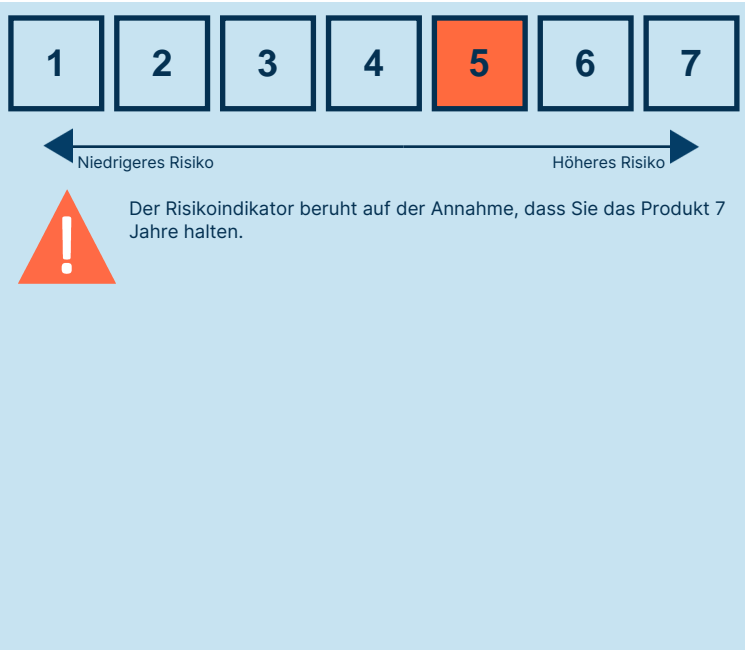 1 2 3 4 5 6 7
Niedrigeres Risiko Höheres Risiko
Der Risikoindikator beruht auf der Annahme, dass Sie das Produkt 7
Jahre halten.
!